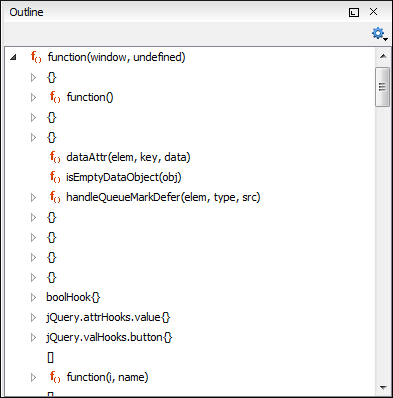 Outline
f() function(window, undefined)
{}
f() function()
{}
{}
f() dataAttr(elem, key, data)
f() isEmptyDataObject(obj)
f() handleQueueMarkDefer(elem, type, src)
{}
{}
{}
{}
boolHook{}
jQuery.attrHooks.value{}
jQuery.valHooks.button{}
[]
f() function(i, name)